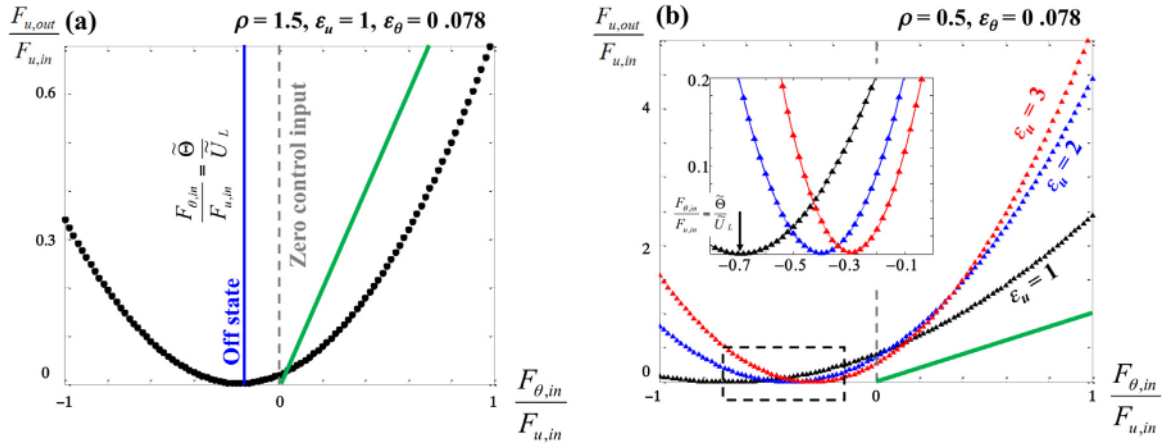 F_{u,out}
F_{u,in}
(a)
ρ = 1.5, ε_u = 1, ε_θ = 0 .078
0.6
0.3
0
-1
0
1
F_{θ,in} / F_{u,in} = Θ̃ / Ũ_L
Off state
Zero control input
F_{θ,in}
F_{u,in}
F_{u,out}
F_{u,in}
(b)
ρ = 0.5, ε_θ = 0 .078
4
2
0
-1
0
1
0.2
0.1
-0.7
-0.5
-0.3
-0.1
F_{θ,in} / F_{u,in} = Θ̃ / Ũ_L
ε_u = 3
ε_u = 2
ε_u = 1
F_{θ,in}
F_{u,in}